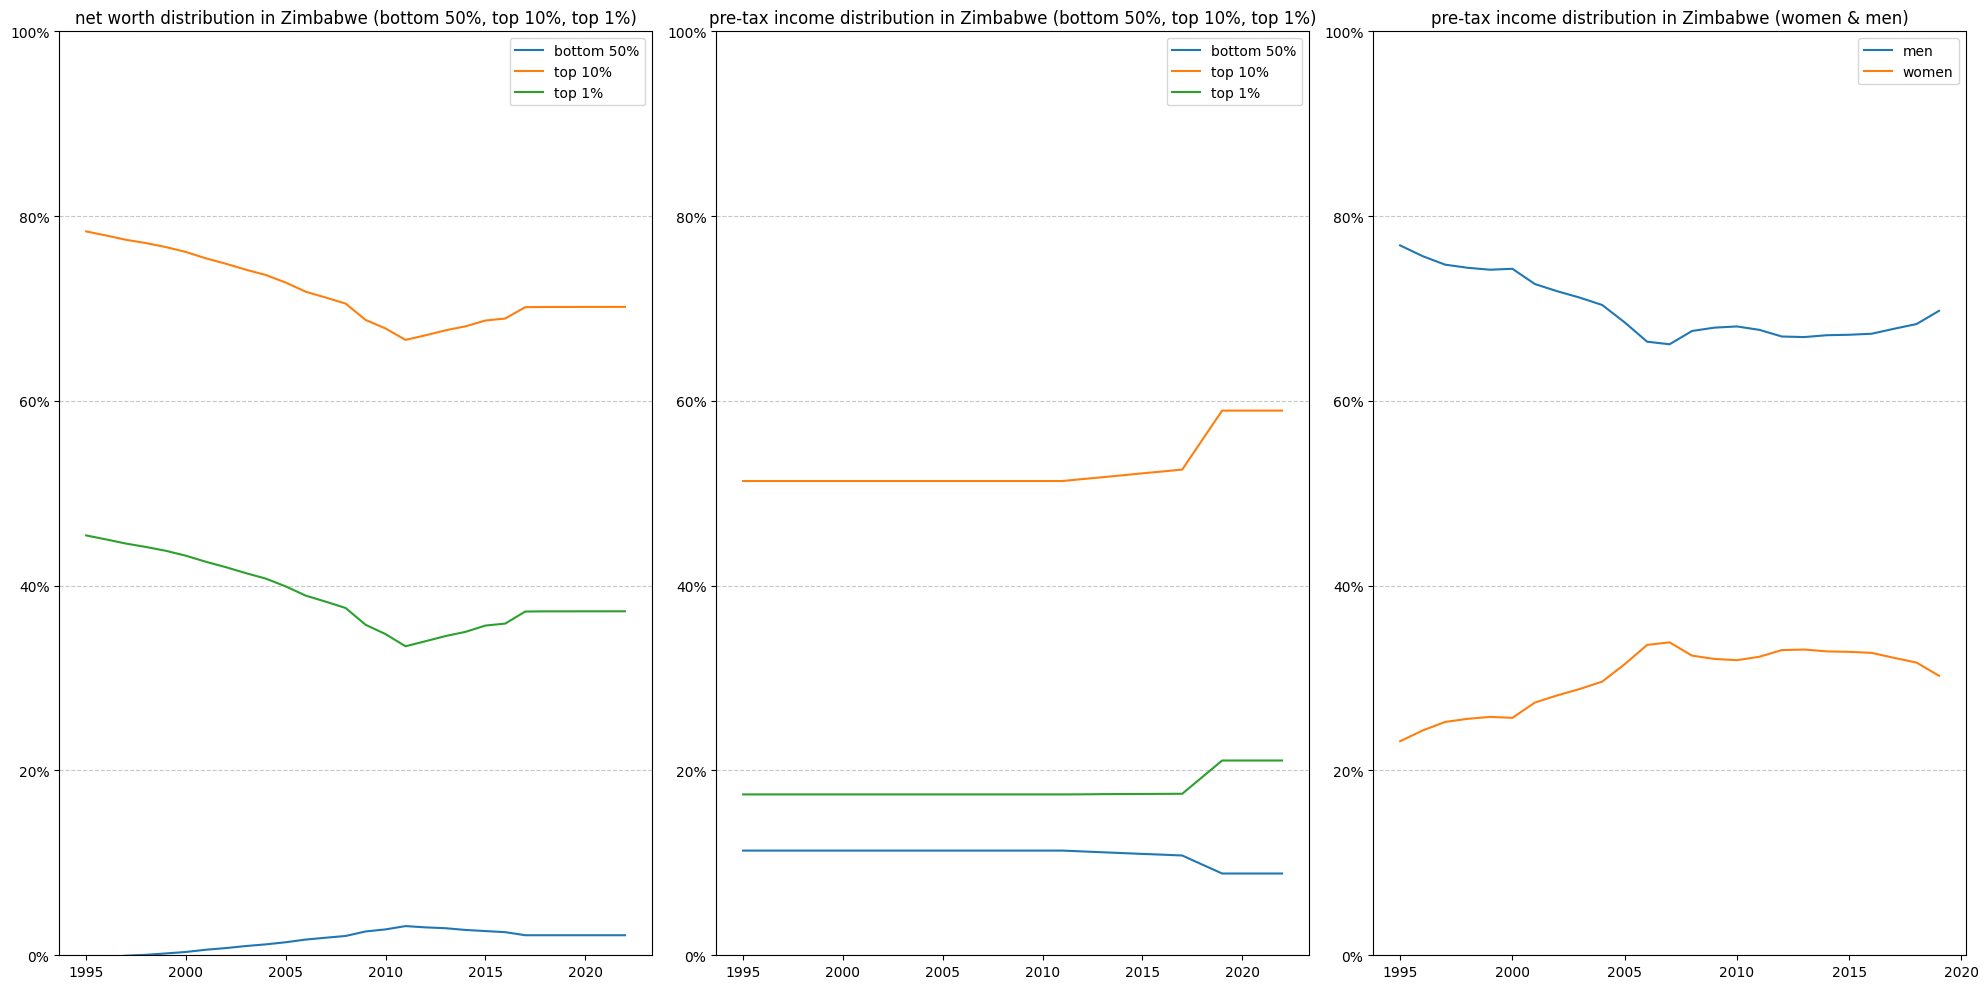 net worth distribution in Zimbabwe (bottom 50%, top 10%, top 1%)
100%
80%
60%
40%
20%
0%
1995 2000 2005 2010 2015 2020
bottom 50%
top 10%
top 1%
pre-tax income distribution in Zimbabwe (bottom 50%, top 10%, top 1%)
100%
80%
60%
40%
20%
0%
1995 2000 2005 2010 2015 2020
bottom 50%
top 10%
top 1%
pre-tax income distribution in Zimbabwe (women & men)
100%
80%
60%
40%
20%
0%
1995 2000 2005 2010 2015 2020
men
women